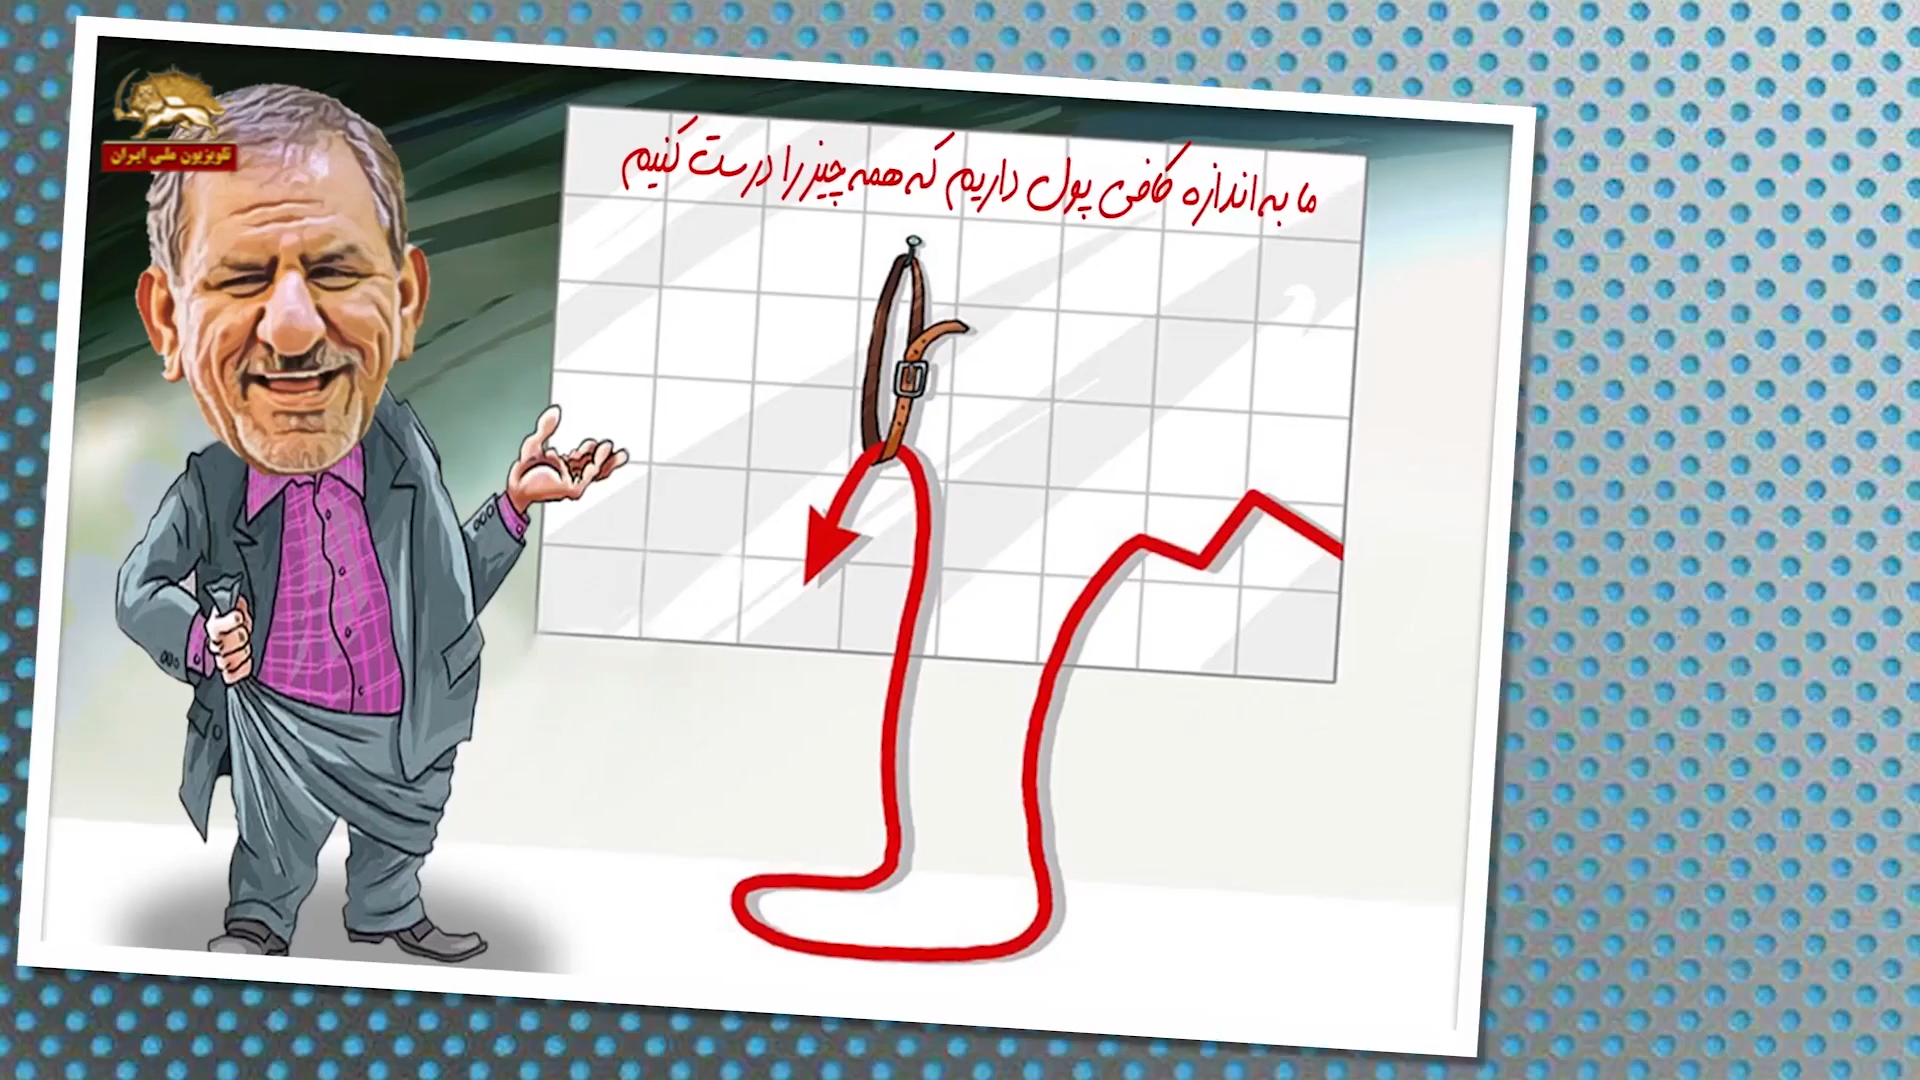 تلویزیون ملی ایران
ما به اندازه کافی پول داریم که همه چیز را درست کنیم